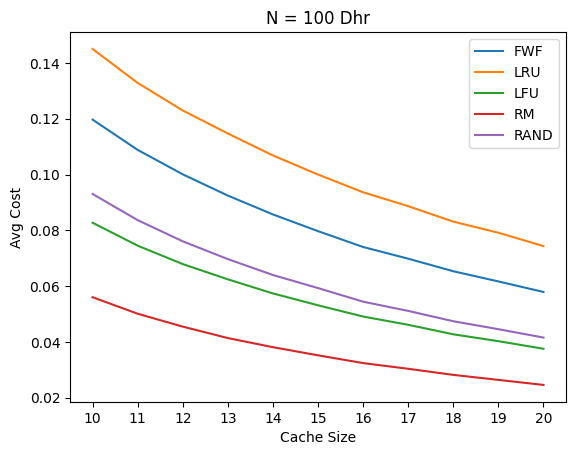 N = 100 Dhr
FWF
LRU
LFU
RM
RAND
Avg Cost
0.14
0.12
0.10
0.08
0.06
0.04
0.02
10 11 12 13 14 15 16 17 18 19 20
Cache Size